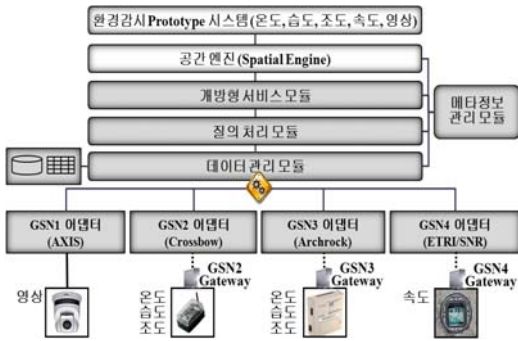 환경감시 Prototype 시스템 (온도, 습도, 조도, 속도, 영상)
공간 엔진 (Spatial Engine)
개방형 서비스 모듈
메타정보
관리 모듈
질의 처리 모듈
데이터 관리 모듈
GSN1 어댑터
(AXIS)
GSN2 어댑터
(Crossbow)
GSN3 어댑터
(Archrock)
GSN4 어댑터
(ETRI/SNR)
영상
GSN2
Gateway
온도
습도
조도
GSN3
Gateway
온도
습도
조도
GSN4
Gateway
속도